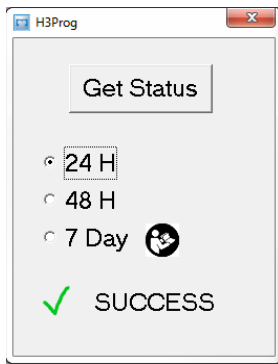 H3Prog
Get Status
24 H
48 H
7 Day
SUCCESS